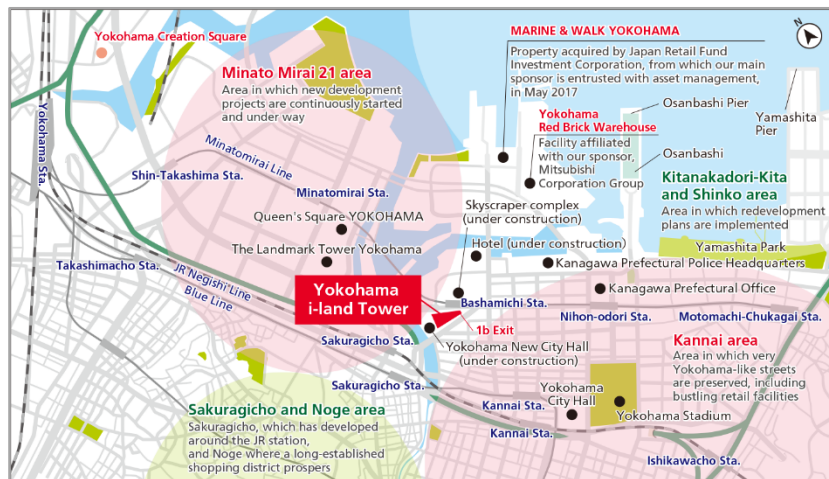 N
Yokohama Creation Square
MARINE & WALK YOKOHAMA
Property acquired by Japan Retail Fund
Investment Corporation, from which our main
sponsor is entrusted with asset management,
in May 2017
Minato Mirai 21 area
Area in which new development
projects are continuously started
and under way
Yokohama Sta.
Osanbashi Pier
Yamashita
Pier
Yokohama
Red Brick Warehouse
Facility affiliated
with our sponsor,
Mitsubishi
Corporation Group
Osanbashi
Minatomirai Line
Shin-Takashima Sta.
Minatomirai Sta.
Kitanakadori-Kita
and Shinko area
Area in which redevelopment
plans are implemented
Skyscraper complex
(under construction)
Queen's Square YOKOHAMA
Hotel (under construction)
Yamashita Park
The Landmark Tower Yokohama
Kanagawa Prefectural Police Headquarters
Takashimacho Sta.
JR Negishi Line
Blue Line
Yokohama
i-land Tower
Kanagawa Prefectural Office
Bashamichi Sta.
Nihon-odori Sta.
Motomachi-Chukagai Sta.
1b Exit
Sakuragicho Sta.
Yokohama New City Hall
(under construction)
Kannai area
Area in which very
Yokohama-like streets
are preserved, including
bustling retail facilities
Sakuragicho Sta.
Yokohama
City Hall
Kannai Sta.
Yokohama Stadium
Sakuragicho and Noge area
Sakuragicho, which has developed
around the JR station,
and Noge where a long-established
shopping district prospers
Kannai Sta.
Ishikawacho Sta.